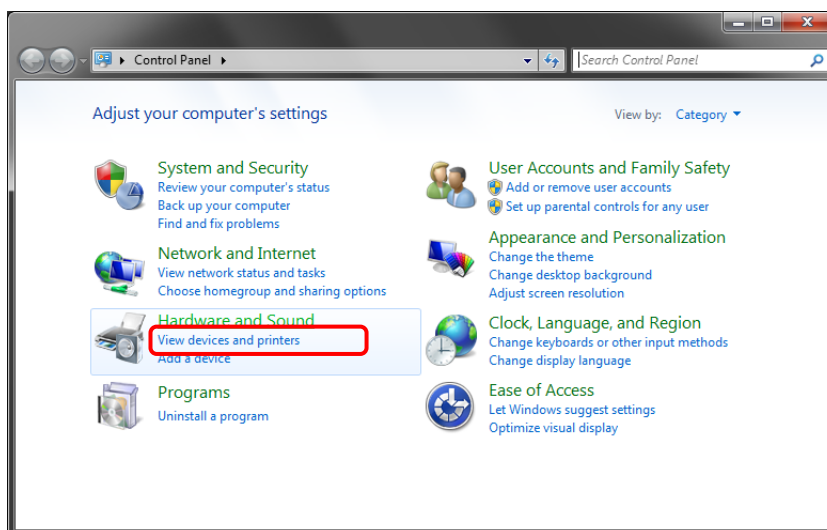 Control Panel
Search Control Panel
Adjust your computer's settings
View by: Category
System and Security
Review your computer's status
Back up your computer
Find and fix problems
Network and Internet
View network status and tasks
Choose homegroup and sharing options
Hardware and Sound
View devices and printers
Add a device
Programs
Uninstall a program
User Accounts and Family Safety
Add or remove user accounts
Set up parental controls for any user
Appearance and Personalization
Change the theme
Change desktop background
Adjust screen resolution
Clock, Language, and Region
Change keyboards or other input methods
Change display language
Ease of Access
Let Windows suggest settings
Optimize visual display